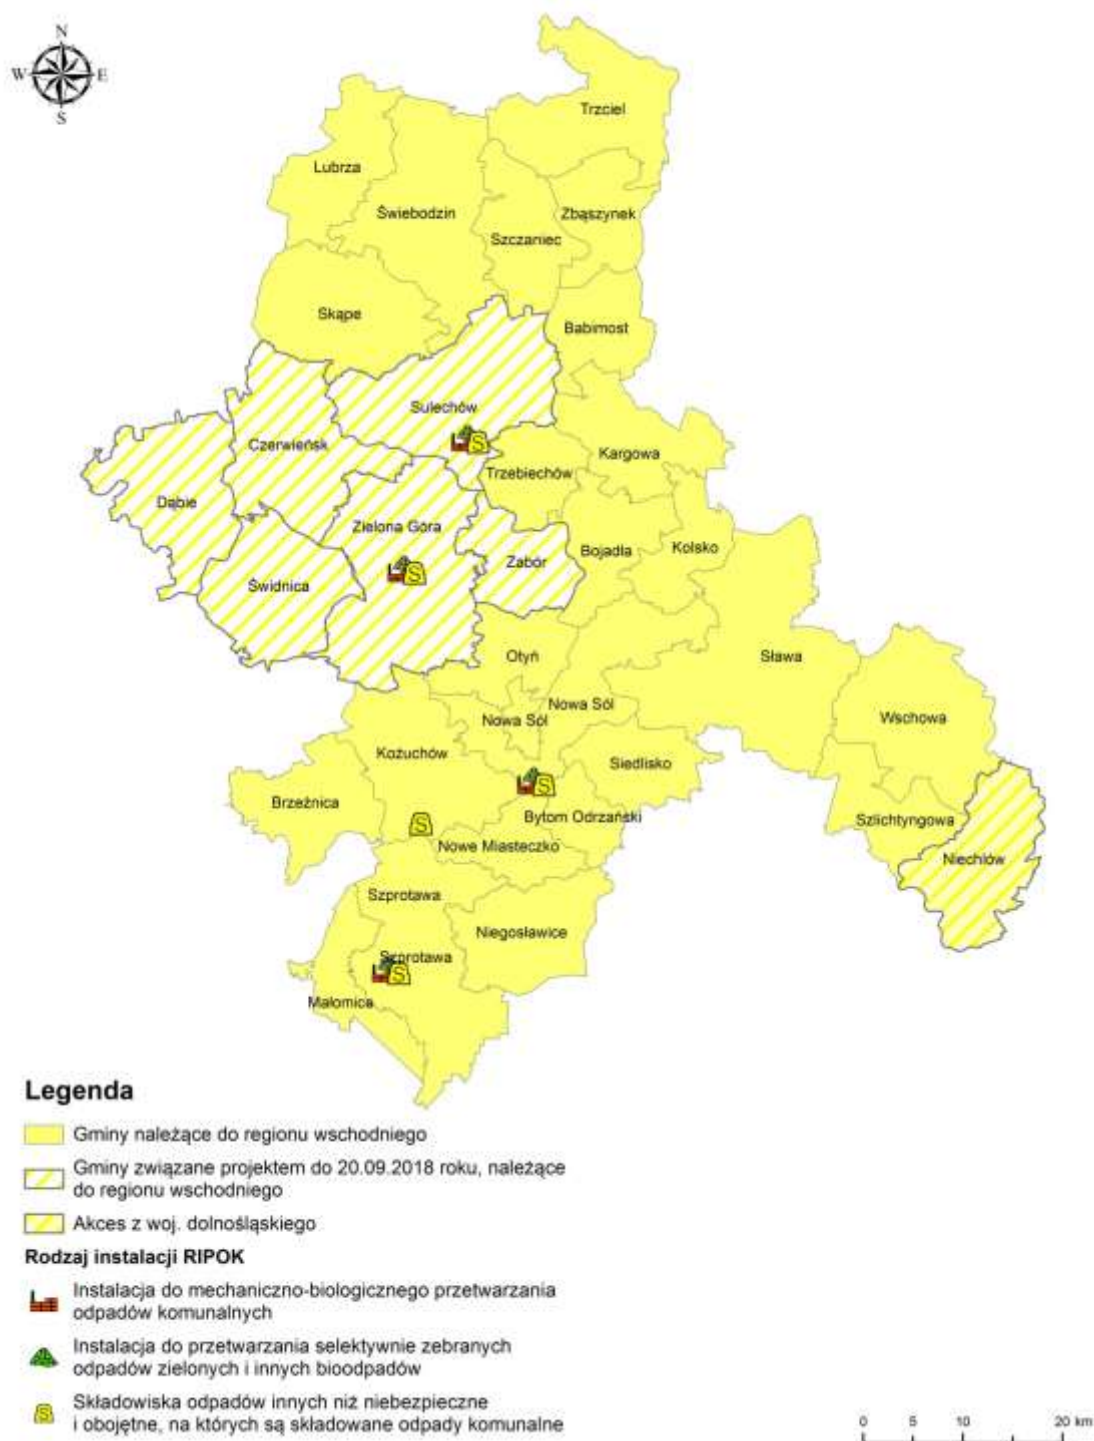 N
W E
S
Trzciel
Lubrza
Świebodzin
Zbąszynek
Szczaniec
Skąpe
Babimost
Sulechów
S
Czerwieńsk
Kargowa
Trzebiechów
Dąbie
Zielona Góra
Kolsko
Bojadła
Zabór
S
Świdnica
Otyń
Sława
Nowa Sól
Wschowa
Nowa Sól
Kożuchów
Siedlisko
S
Brzeźnica
Bytom Odrzański
Szlichtyngowa
S
Nowe Miasteczko
Niechlów
Szprotawa
Niegosławice
Szprotawa
S
Małomica
Legenda
Gminy należące do regionu wschodniego
Gminy związane projektem do 20.09.2018 roku, należące
do regionu wschodniego
Akces z woj. dolnośląskiego
Rodzaj instalacji RIPOK
Instalacja do mechaniczno-biologicznego przetwarzania
odpadów komunalnych
Instalacja do przetwarzania selektywnie zebranych
odpadów zielonych i innych bioodpadów
S
Składowiska odpadów innych niż niebezpieczne
i obojętne, na których są składowane odpady komunalne
0 5 10 20 km